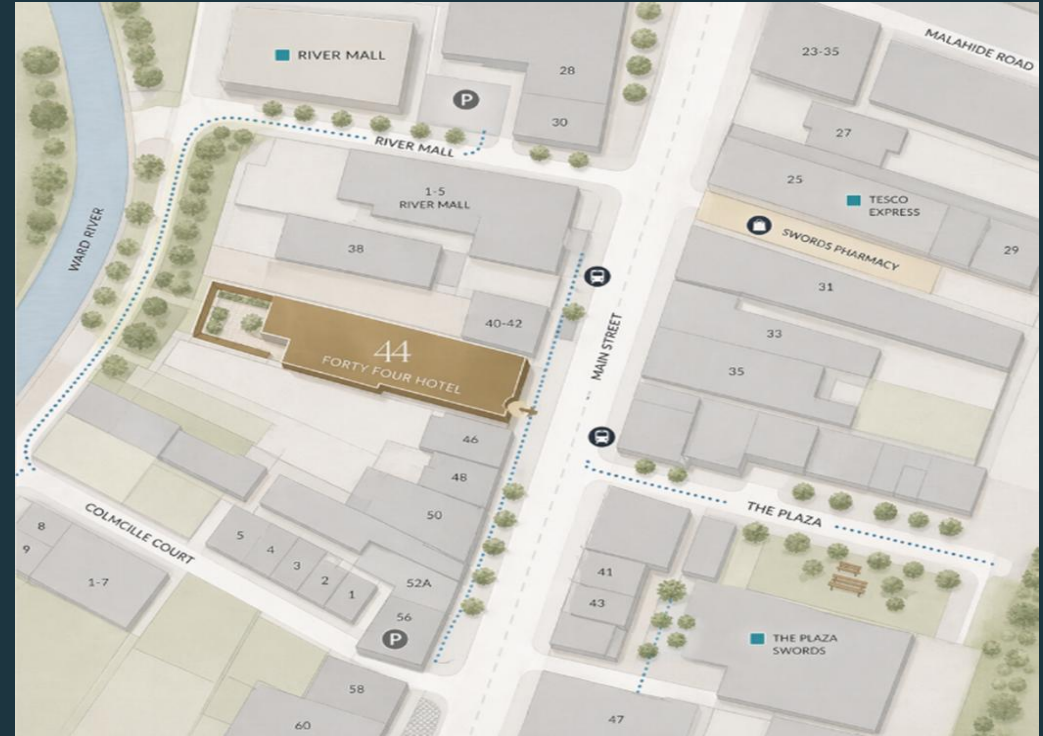 MALAHIDE ROAD
23-35
RIVER MALL
28
P
30
27
RIVER MALL
25
1-5
RIVER MALL
TESCO
EXPRESS
SWORDS PHARMACY
29
WARD RIVER
38
31
40-42
33
MAIN STREET
44
FORTY FOUR HOTEL
35
46
48
50
THE PLAZA
COLMCILLE COURT
8
9
5
4
3
2
1
1-7
52A
56
P
41
43
THE PLAZA
SWORDS
58
60
47